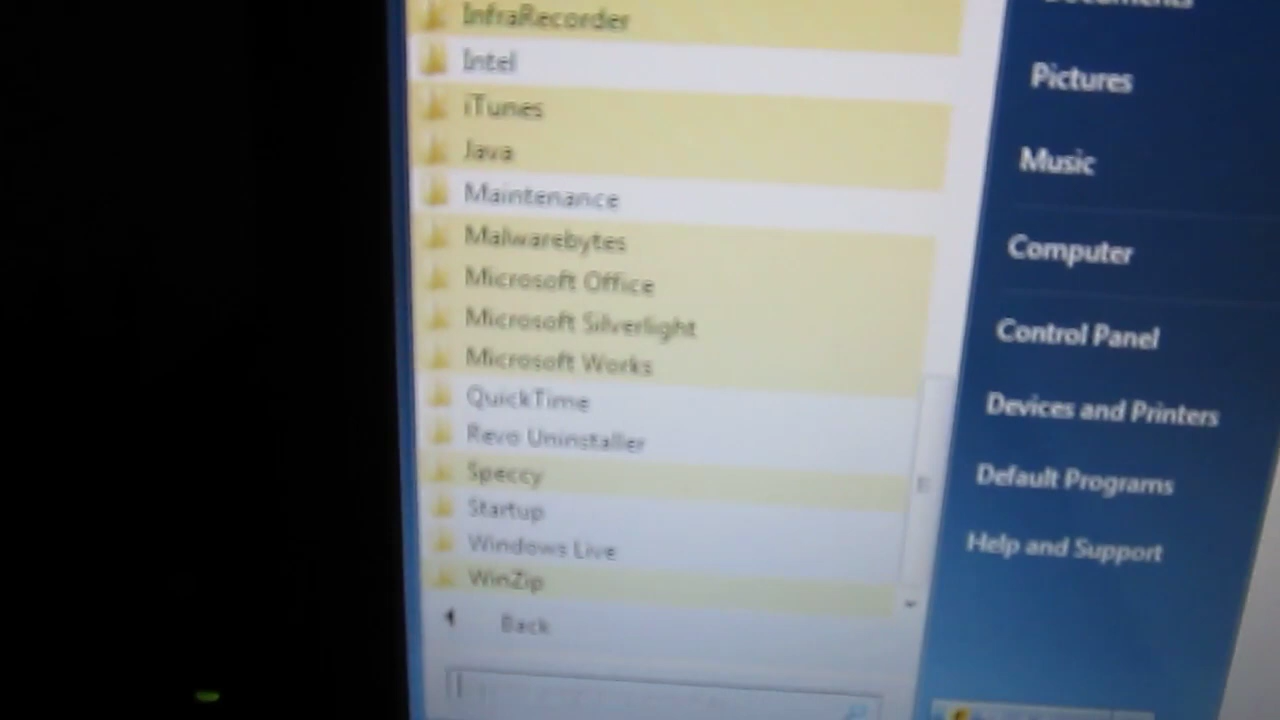 InfraRecorder
Intel
iTunes
Java
Maintenance
Malwarebytes
Microsoft Office
Microsoft Silverlight
Microsoft Works
QuickTime
Revo Uninstaller
Speccy
Startup
Windows Live
WinZip
Back
Documents
Pictures
Music
Computer
Control Panel
Devices and Printers
Default Programs
Help and Support